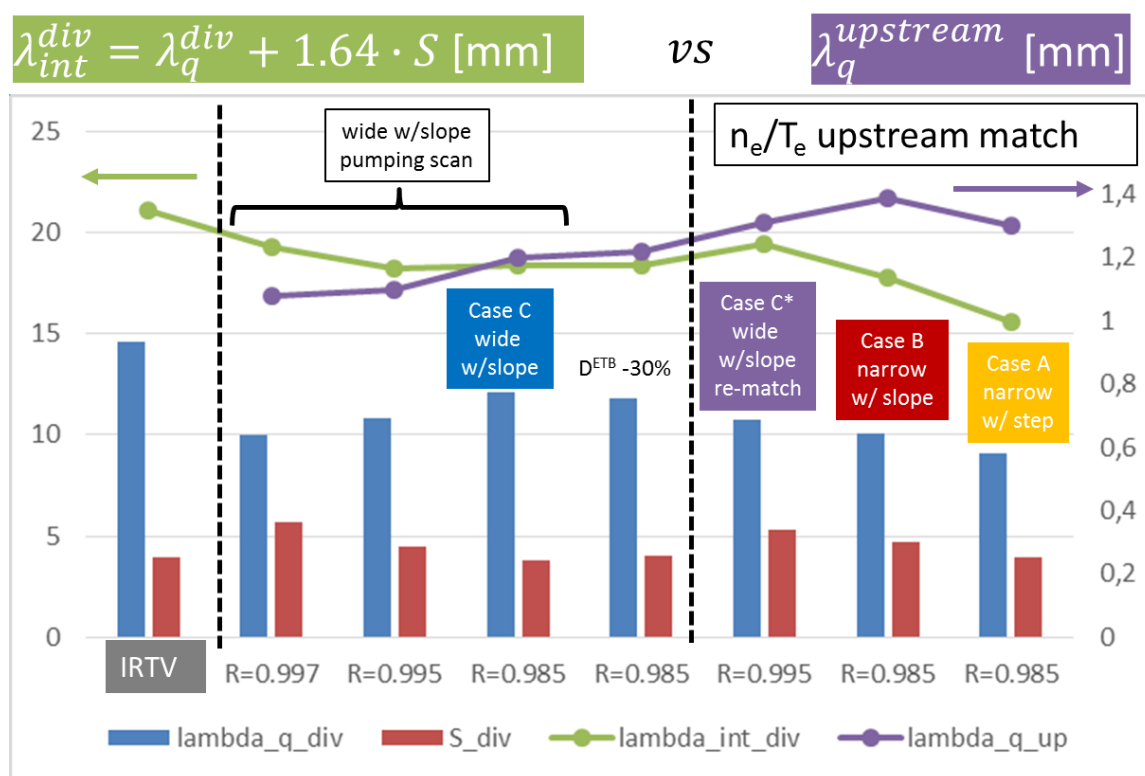 λ_int^div = λ_q^div + 1.64 · S [mm] vs λ_q^upstream [mm]
wide w/slope
pumping scan
n_e/T_e upstream match
25
20
15
10
5
0
1,4
1,2
1
0,8
0,6
0,4
0,2
0
Case C
wide
w/slope
D^ETB -30%
Case C*
wide
w/slope
re-match
Case B
narrow
w/ slope
Case A
narrow
w/ step
IRTV R=0.997 R=0.995 R=0.985 R=0.985 R=0.995 R=0.985 R=0.985
lambda_q_div S_div lambda_int_div lambda_q_up